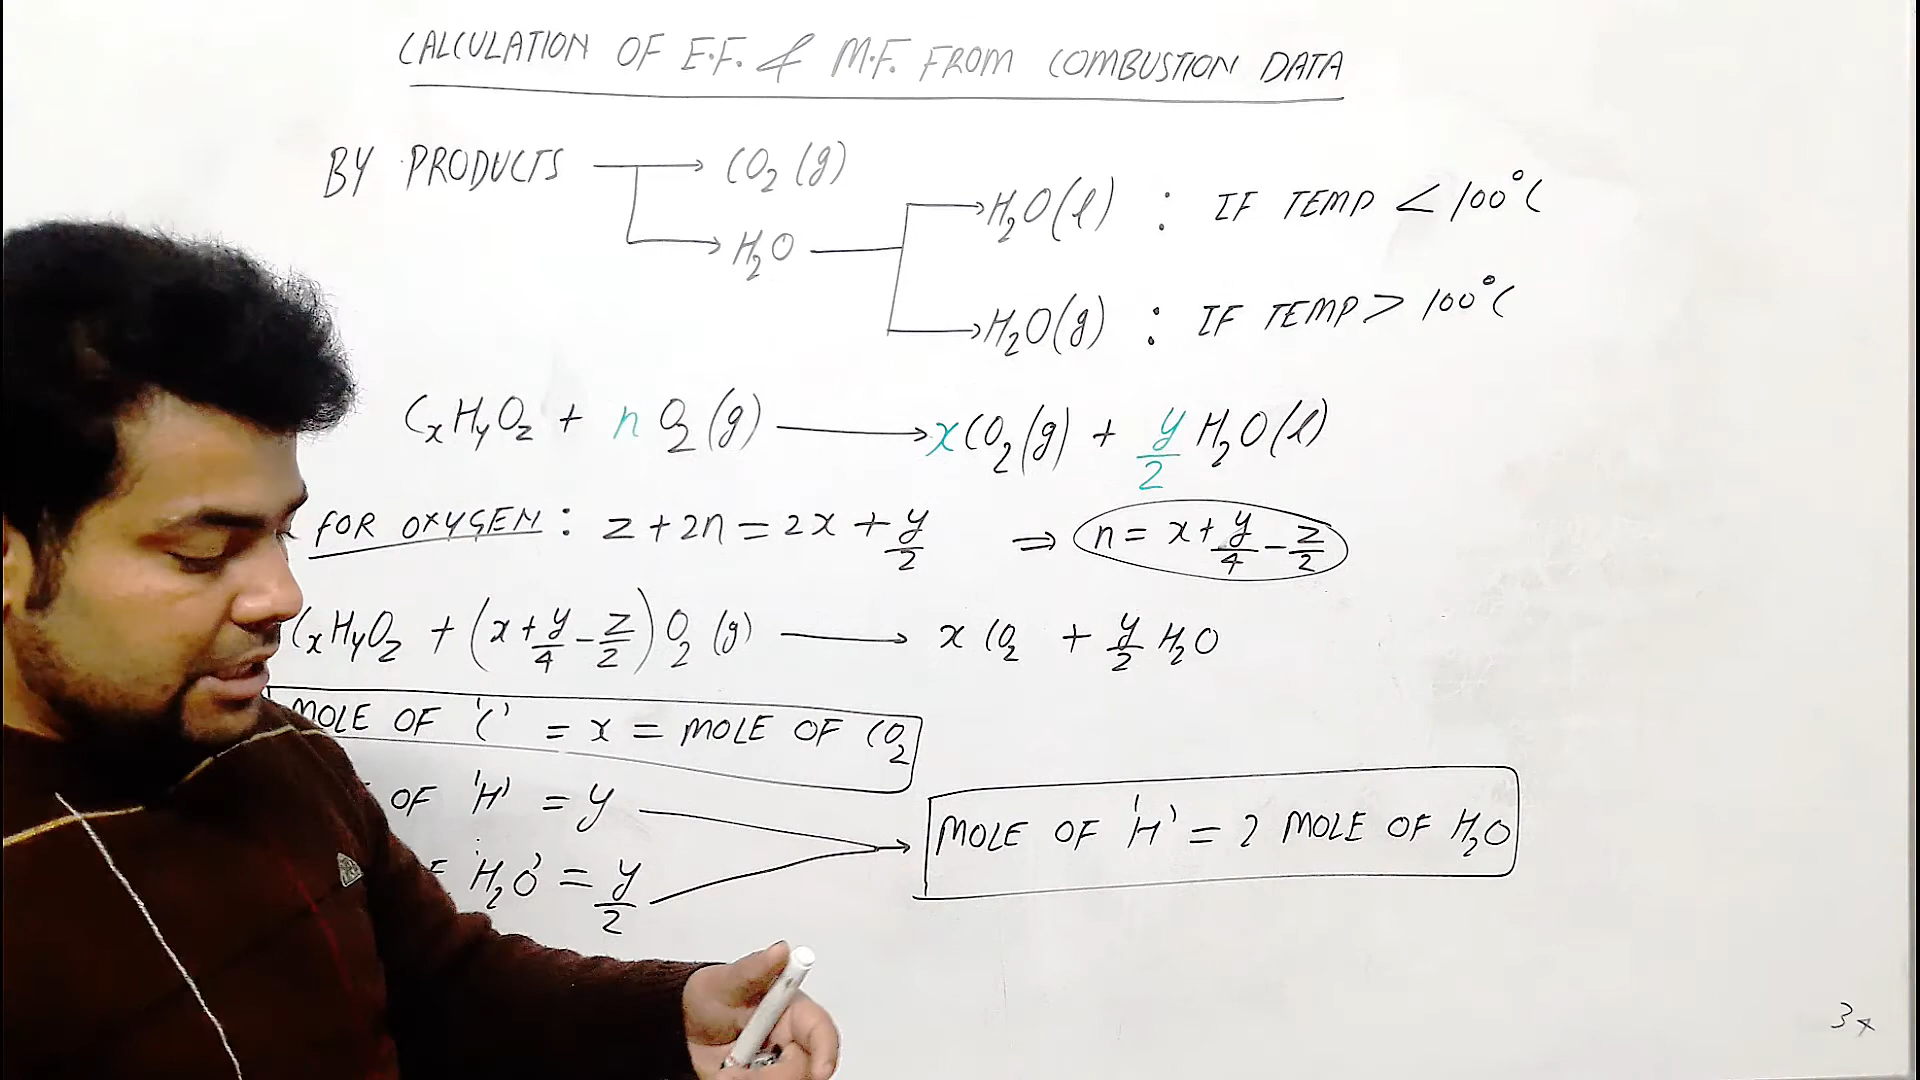 CALCULATION OF E.F. & M.F. FROM COMBUSTION DATA
BY PRODUCTS → CO₂ (g)
→ H₂O → H₂O(l) : IF TEMP < 100°C
→ H₂O(g) : IF TEMP > 100°C
CxHyOz + n O₂ (g) → x CO₂(g) + y/2 H₂O(l)
FOR OXYGEN : z + 2n = 2x + y/2 ⇒ n = x + y/4 - z/2
CxHyOz + (x + y/4 - z/2) O₂ (g) → x CO₂ + y/2 H₂O
MOLE OF 'C' = x = MOLE OF CO₂
OF 'H' = y
'H₂O' = y/2
MOLE OF 'H' = 2 MOLE OF H₂O